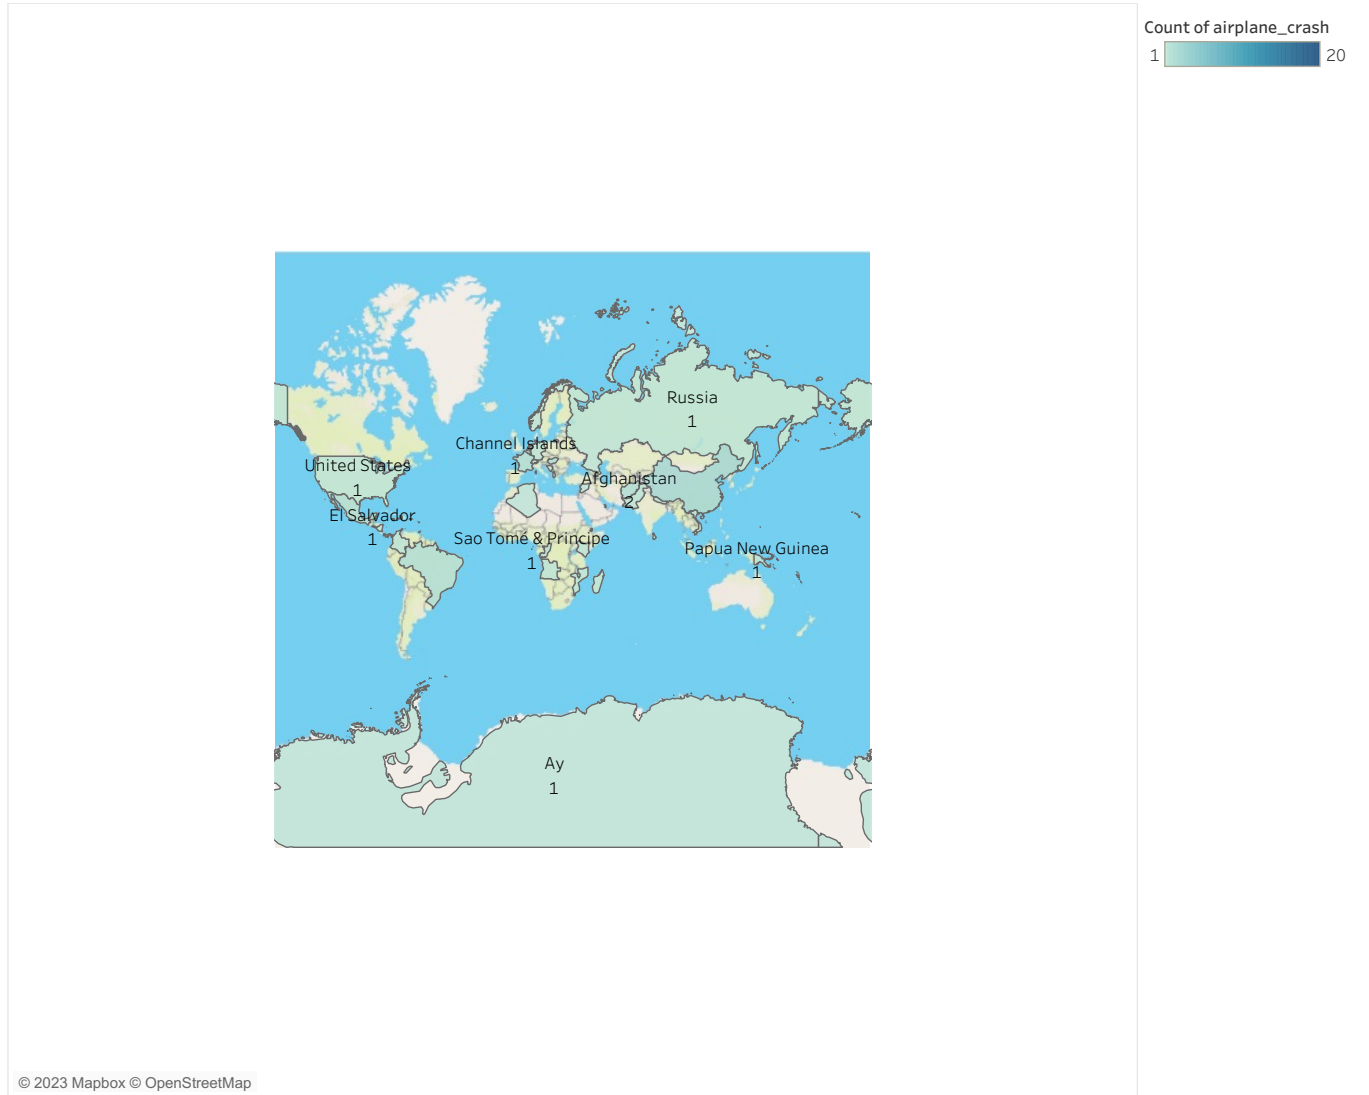 Count of airplane_crash
1 20
Russia
1
Channel Islands
1
United States
1
Afghanistan
2
El Salvador
1
Sao Tomé & Principe
1
Papua New Guinea
1
Ay
1
© 2023 Mapbox © OpenStreetMap